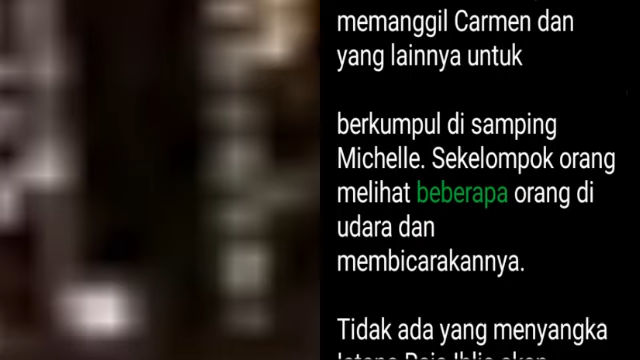 memanggil Carmen dan
yang lainnya untuk
berkumpul di samping
Michelle. Sekelompok orang
melihat beberapa orang di
udara dan
membicarakannya.
Tidak ada yang menyangka